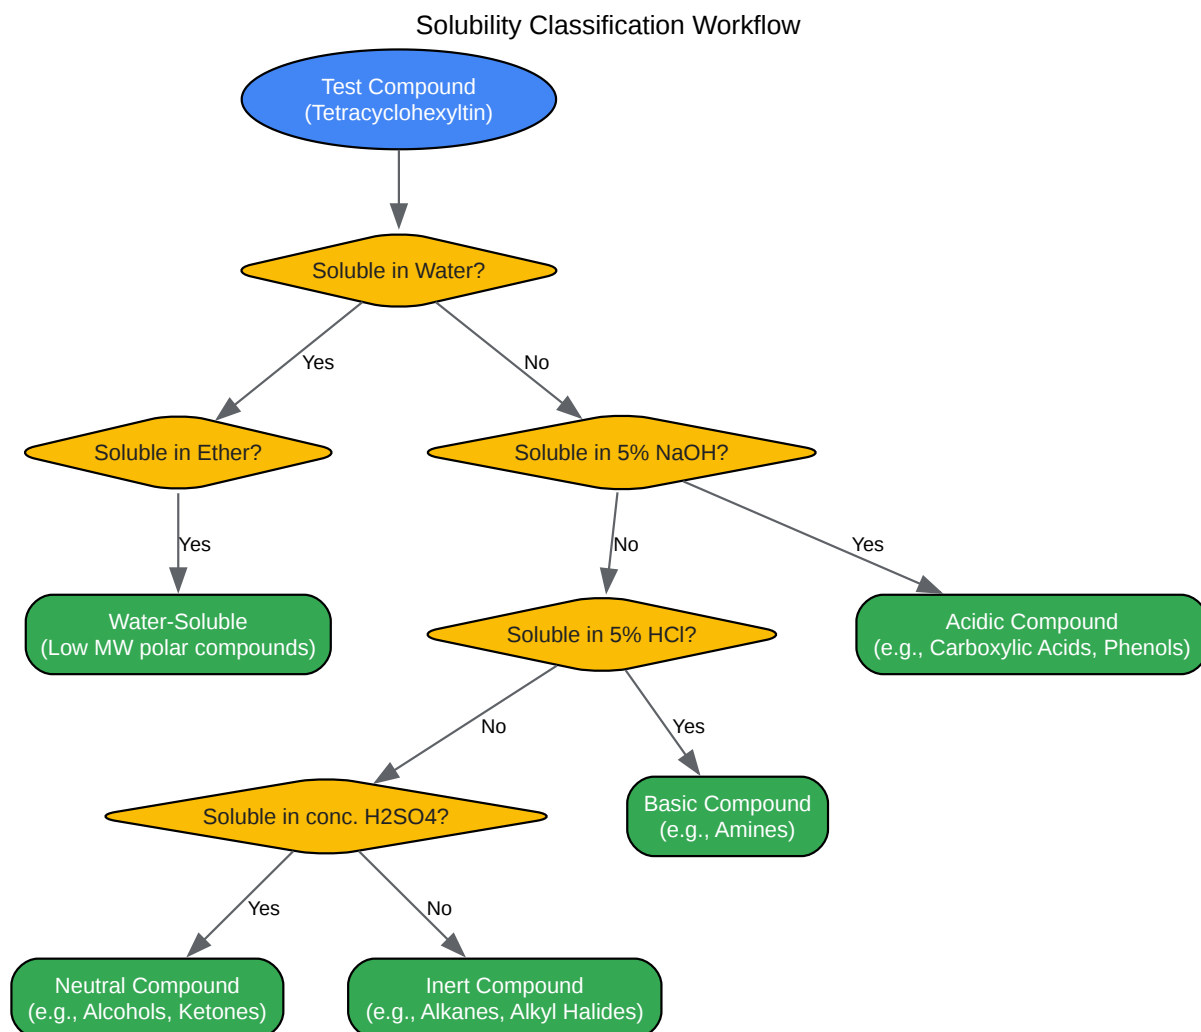 Solubility Classification Workflow
Test Compound
(Tetracyclohexyltin)
Soluble in Water?
Yes
No
Soluble in Ether?
Soluble in 5% NaOH?
Yes
No
Yes
Water-Soluble
(Low MW polar compounds)
Soluble in 5% HCl?
Acidic Compound
(e.g., Carboxylic Acids, Phenols)
No
Yes
Soluble in conc. H2SO4?
Basic Compound
(e.g., Amines)
Yes
No
Neutral Compound
(e.g., Alcohols, Ketones)
Inert Compound
(e.g., Alkanes, Alkyl Halides)